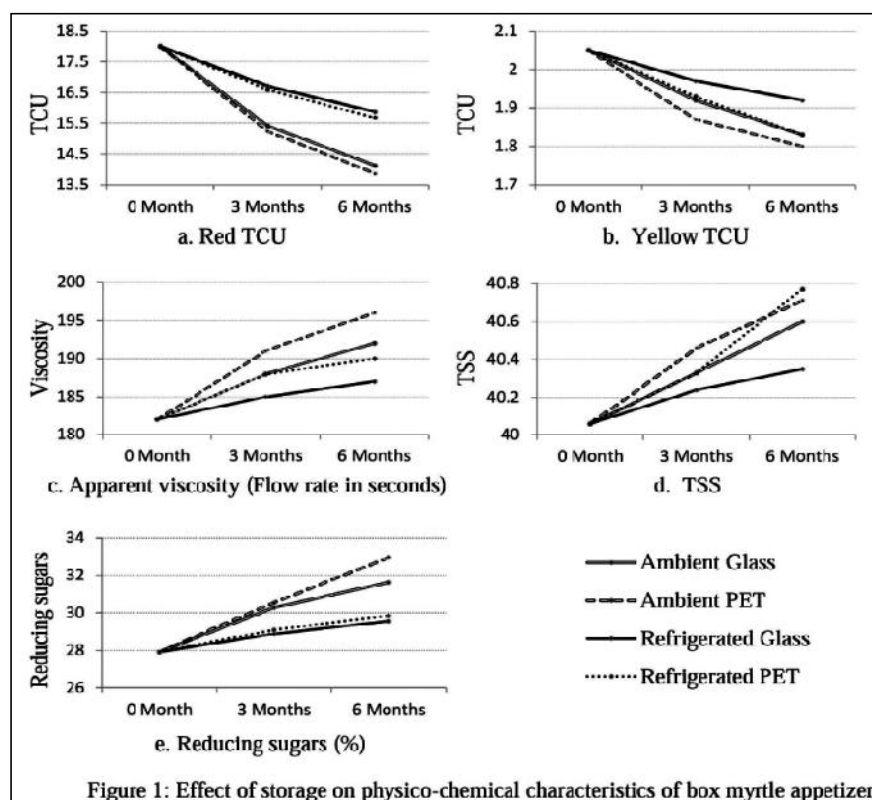 18.5
17.5
16.5
15.5
14.5
13.5
TCU
0 Month 3 Months 6 Months
a. Red TCU
2.1
2
1.9
1.8
1.7
TCU
0 Month 3 Months 6 Months
b. Yellow TCU
200
195
190
185
180
Viscosity
0 Month 3 Months 6 Months
c. Apparent viscosity (Flow rate in seconds)
40.8
40.6
40.4
40.2
40
TSS
0 Month 3 Months 6 Months
d. TSS
34
32
30
28
26
Reducing sugars
0 Month 3 Months 6 Months
e. Reducing sugars (%)
Ambient Glass
Ambient PET
Refrigerated Glass
Refrigerated PET
Figure 1: Effect of storage on physico-chemical characteristics of box myrtle appetizer